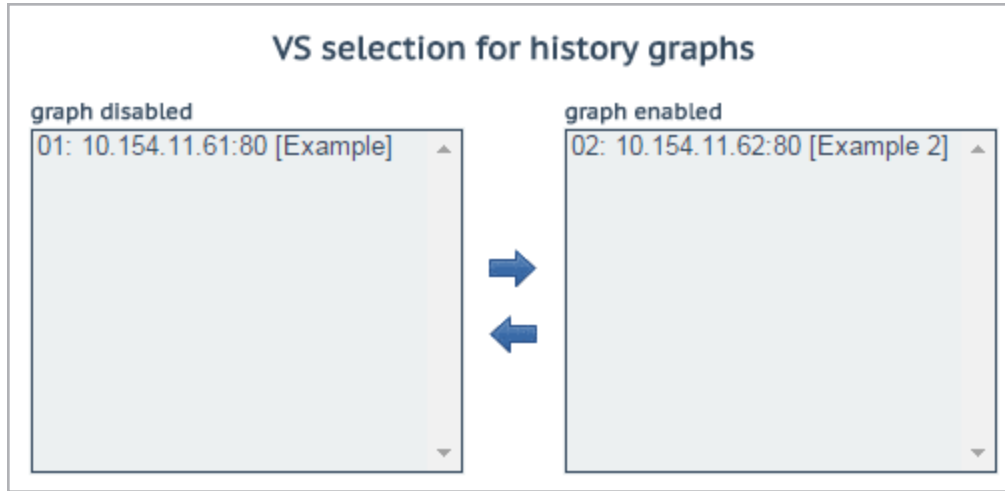 VS selection for history graphs
graph disabled
01: 10.154.11.61:80 [Example]
graph enabled
02: 10.154.11.62:80 [Example 2]